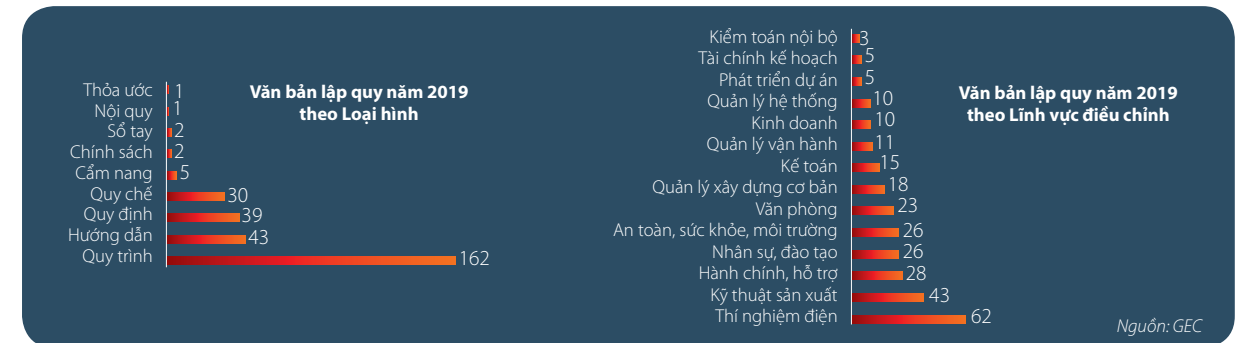 Văn bản lập quy năm 2019
theo Loại hình
Thỏa ước 1
Nội quy 1
Sổ tay 2
Chính sách 2
Cẩm nang 5
Quy chế 30
Quy định 39
Hướng dẫn 43
Quy trình 162
Văn bản lập quy năm 2019
theo Lĩnh vực điều chỉnh
Kiểm toán nội bộ 3
Tài chính kế hoạch 5
Phát triển dự án 5
Quản lý hệ thống 10
Kinh doanh 10
Quản lý vận hành 11
Kế toán 15
Quản lý xây dựng cơ bản 18
Văn phòng 23
An toàn, sức khỏe, môi trường 26
Nhân sự, đào tạo 26
Hành chính, hỗ trợ 28
Kỹ thuật sản xuất 43
Thí nghiệm điện 62
Nguồn: GEC